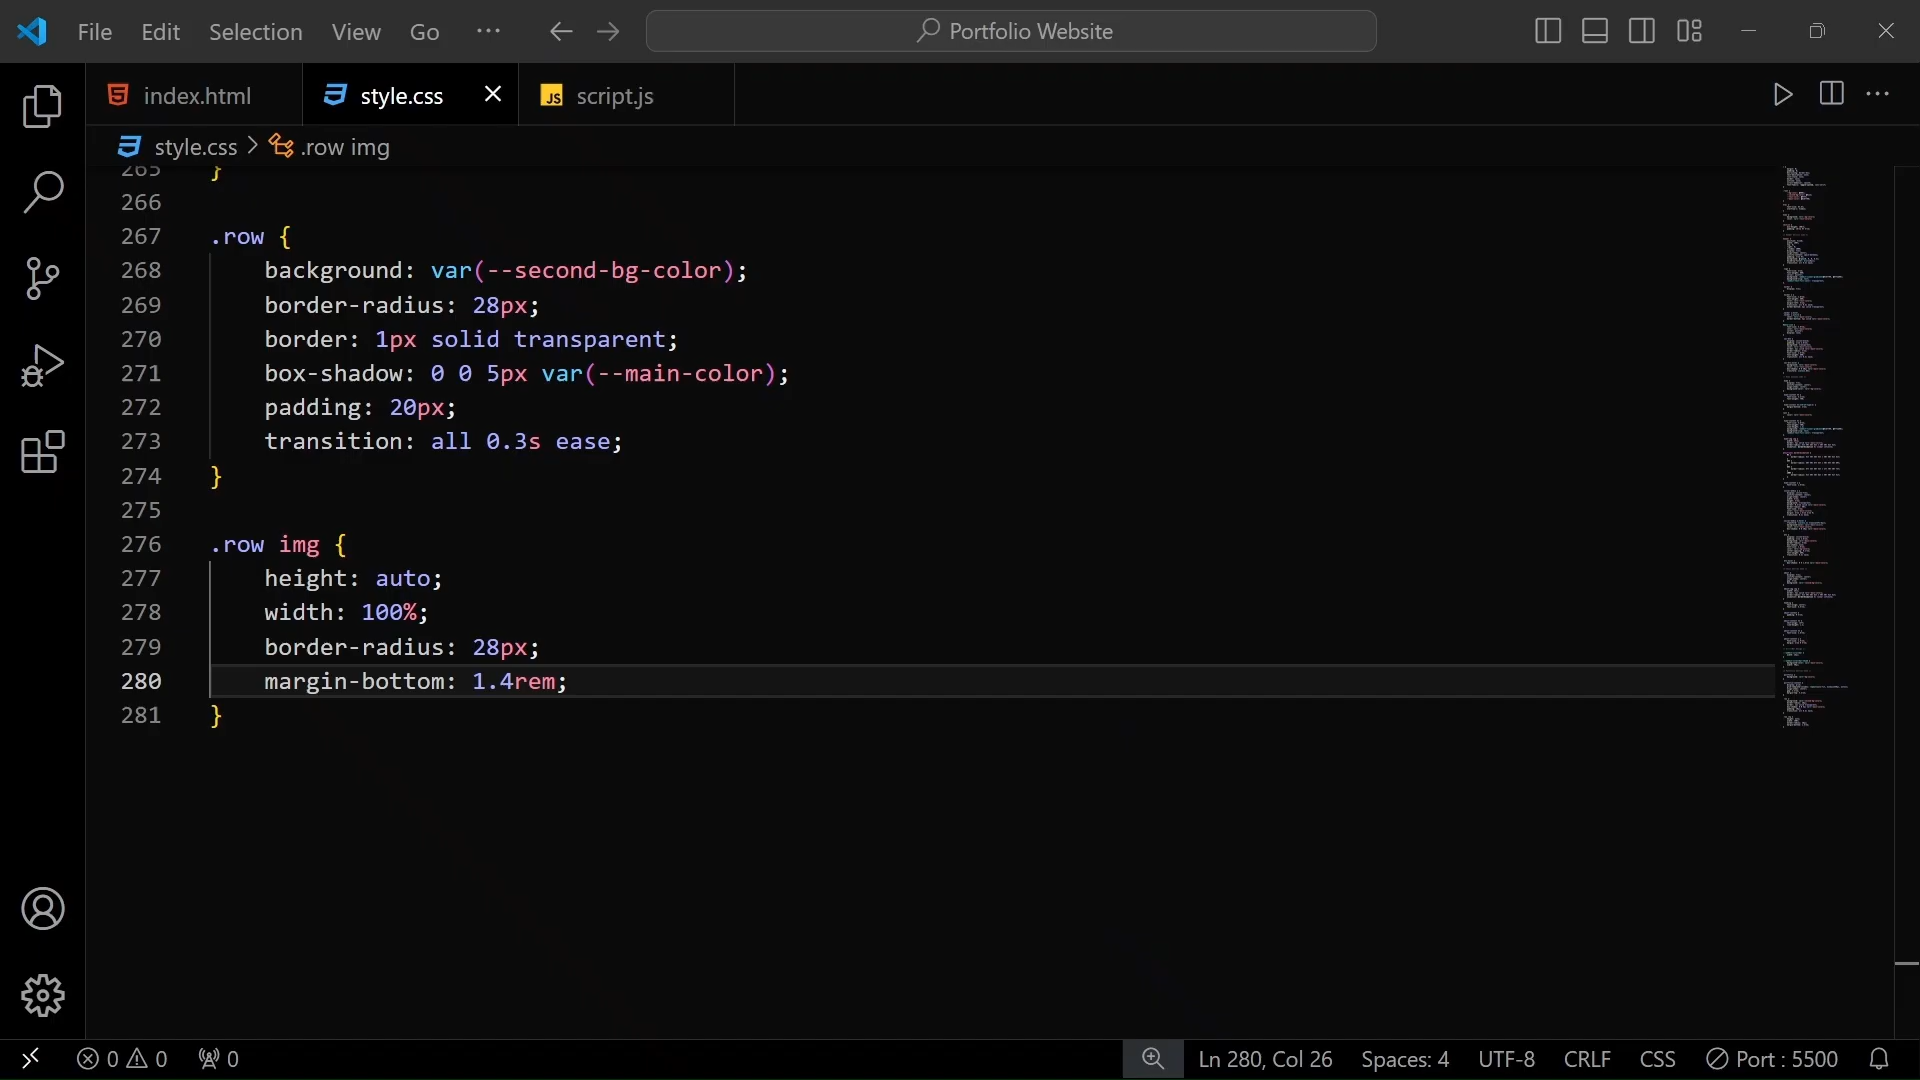 File Edit Selection View Go ··· Portfolio Website
index.html style.css script.js
style.css > .row img
265 }
266
267 .row {
268 background: var(--second-bg-color);
269 border-radius: 28px;
270 border: 1px solid transparent;
271 box-shadow: 0 0 5px var(--main-color);
272 padding: 20px;
273 transition: all 0.3s ease;
274 }
275
276 .row img {
277 height: auto;
278 width: 100%;
279 border-radius: 28px;
280 margin-bottom: 1.4rem;
281 }
0 0 0 Ln 280, Col 26 Spaces: 4 UTF-8 CRLF CSS Port : 5500